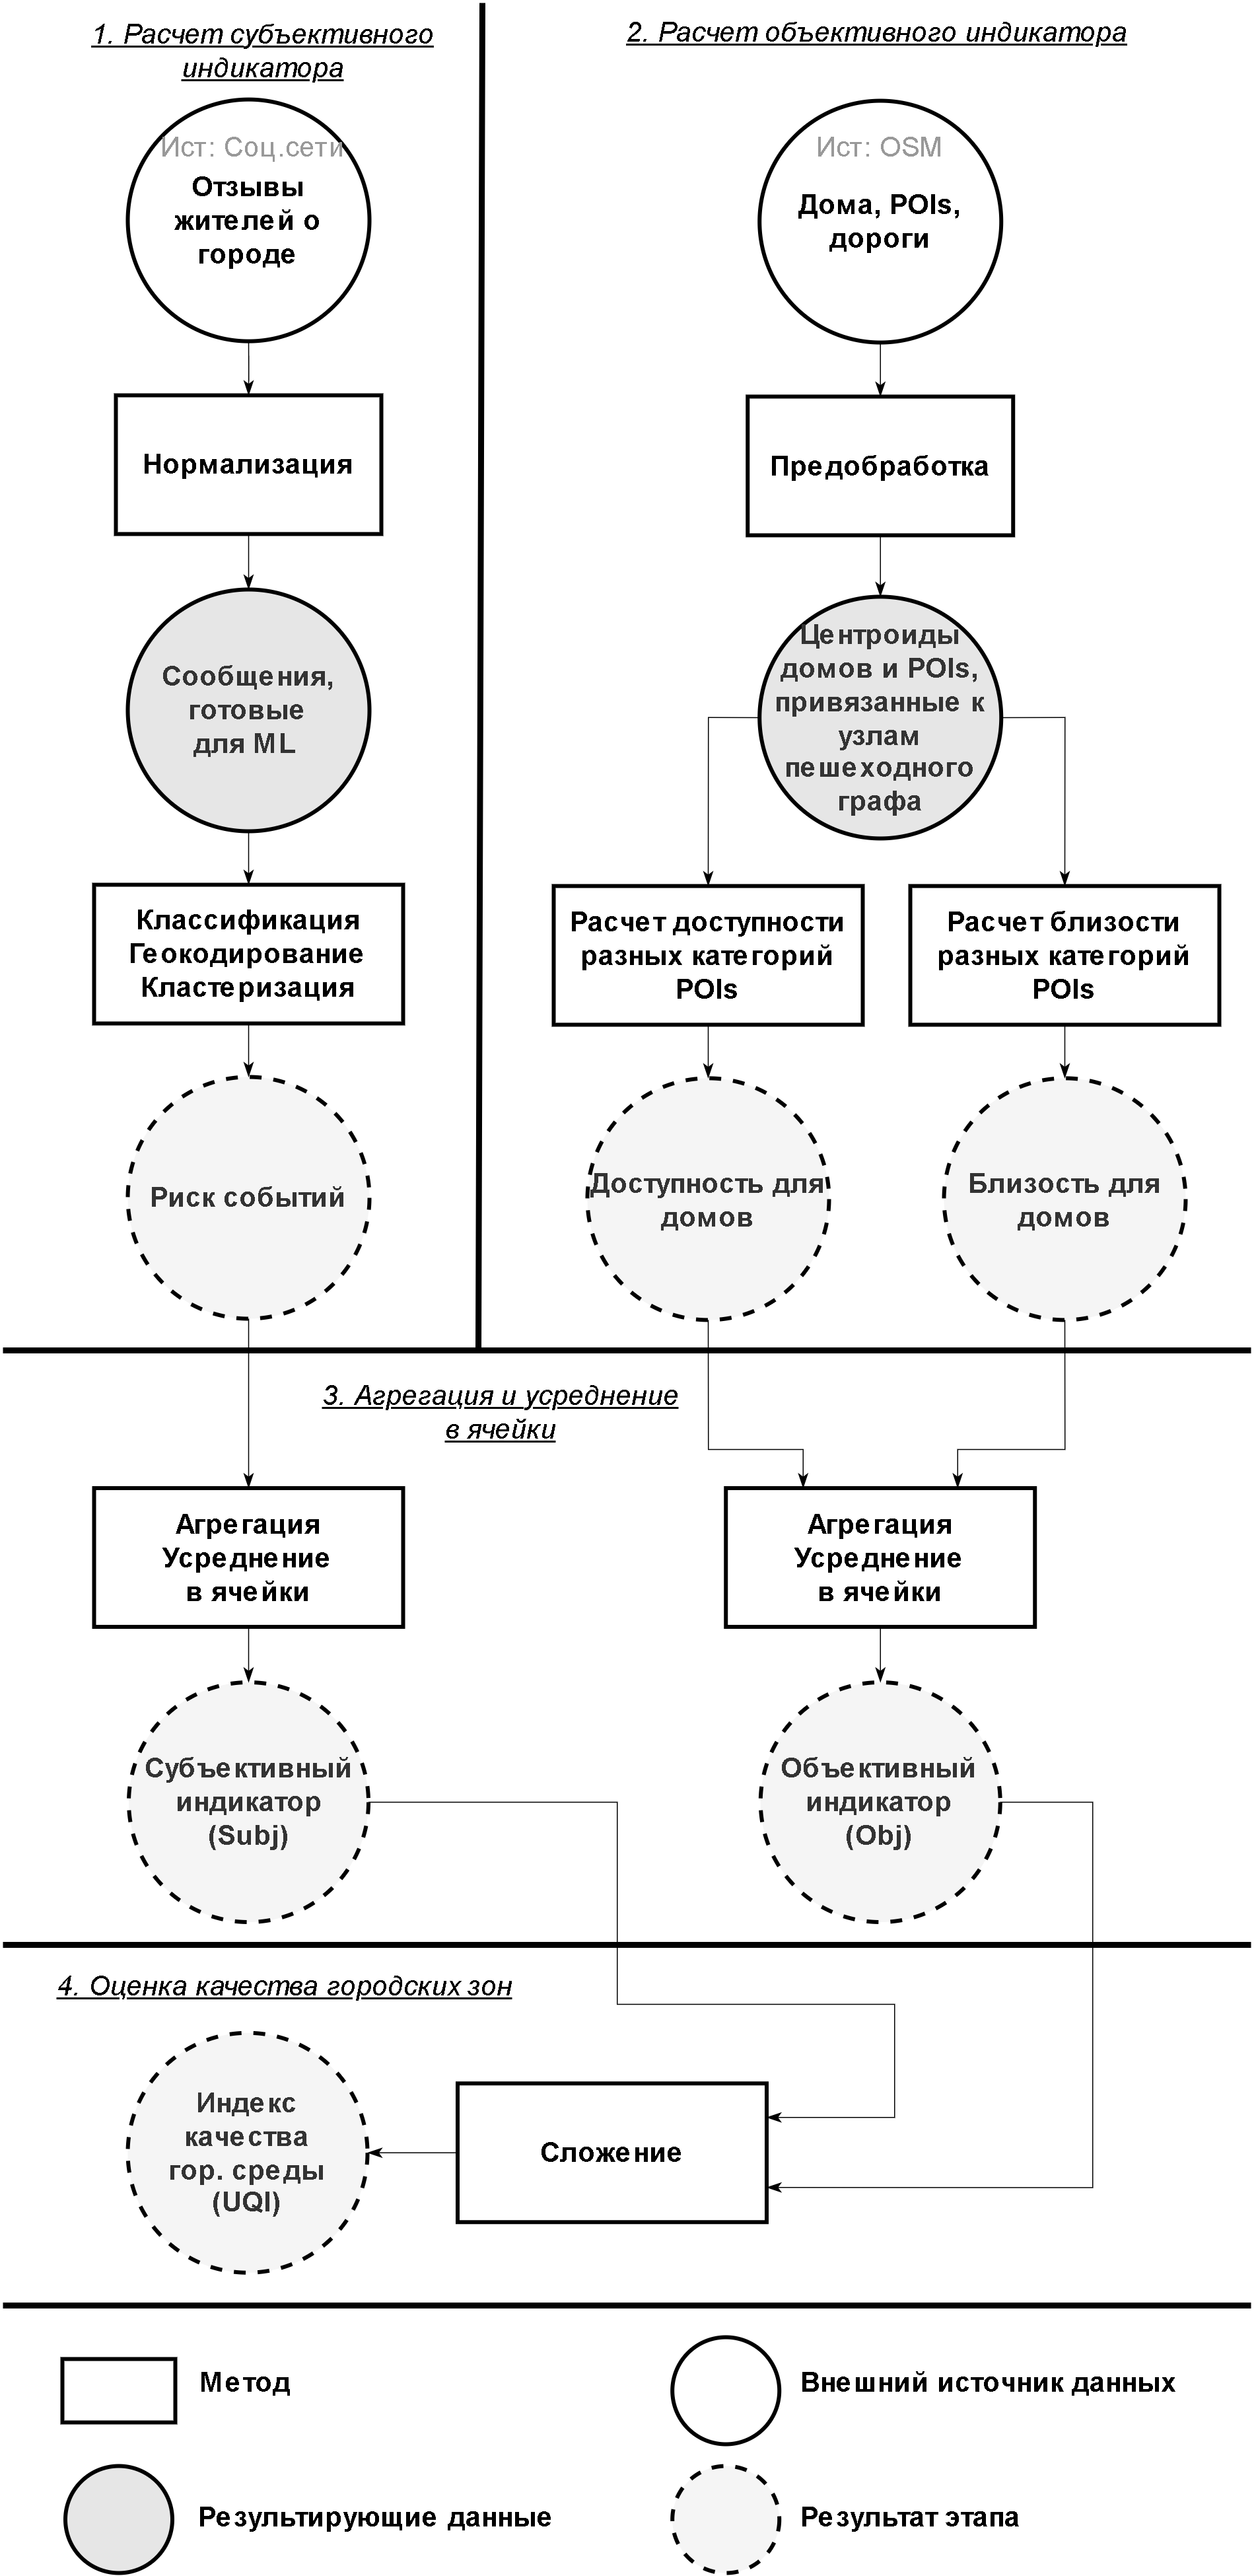 1. Расчет субъективного
индикатора
Ист: Соц.сети
Отзывы
жителей о
городе
Нормализация
Сообщения,
готовые
для ML
Классификация
Геокодирование
Кластеризация
Риск событий
2. Расчет объективного индикатора
Ист: OSM
Дома, POIs,
дороги
Предобработка
Центроиды
домов и POIs,
привязанные к
узлам
пешеходного
графа
Расчет доступности
разных категорий
POIs
Расчет близости
разных категорий
POIs
Доступность для
домов
Близость для
домов
3. Агрегация и усреднение
в ячейки
Агрегация
Усреднение
в ячейки
Агрегация
Усреднение
в ячейки
Субъективный
индикатор
(Subj)
Объективный
индикатор
(Obj)
4. Оценка качества городских зон
Индекс
качества
гор. среды
(UQI)
Сложение
Метод
Внешний источник данных
Результирующие данные
Результат этапа